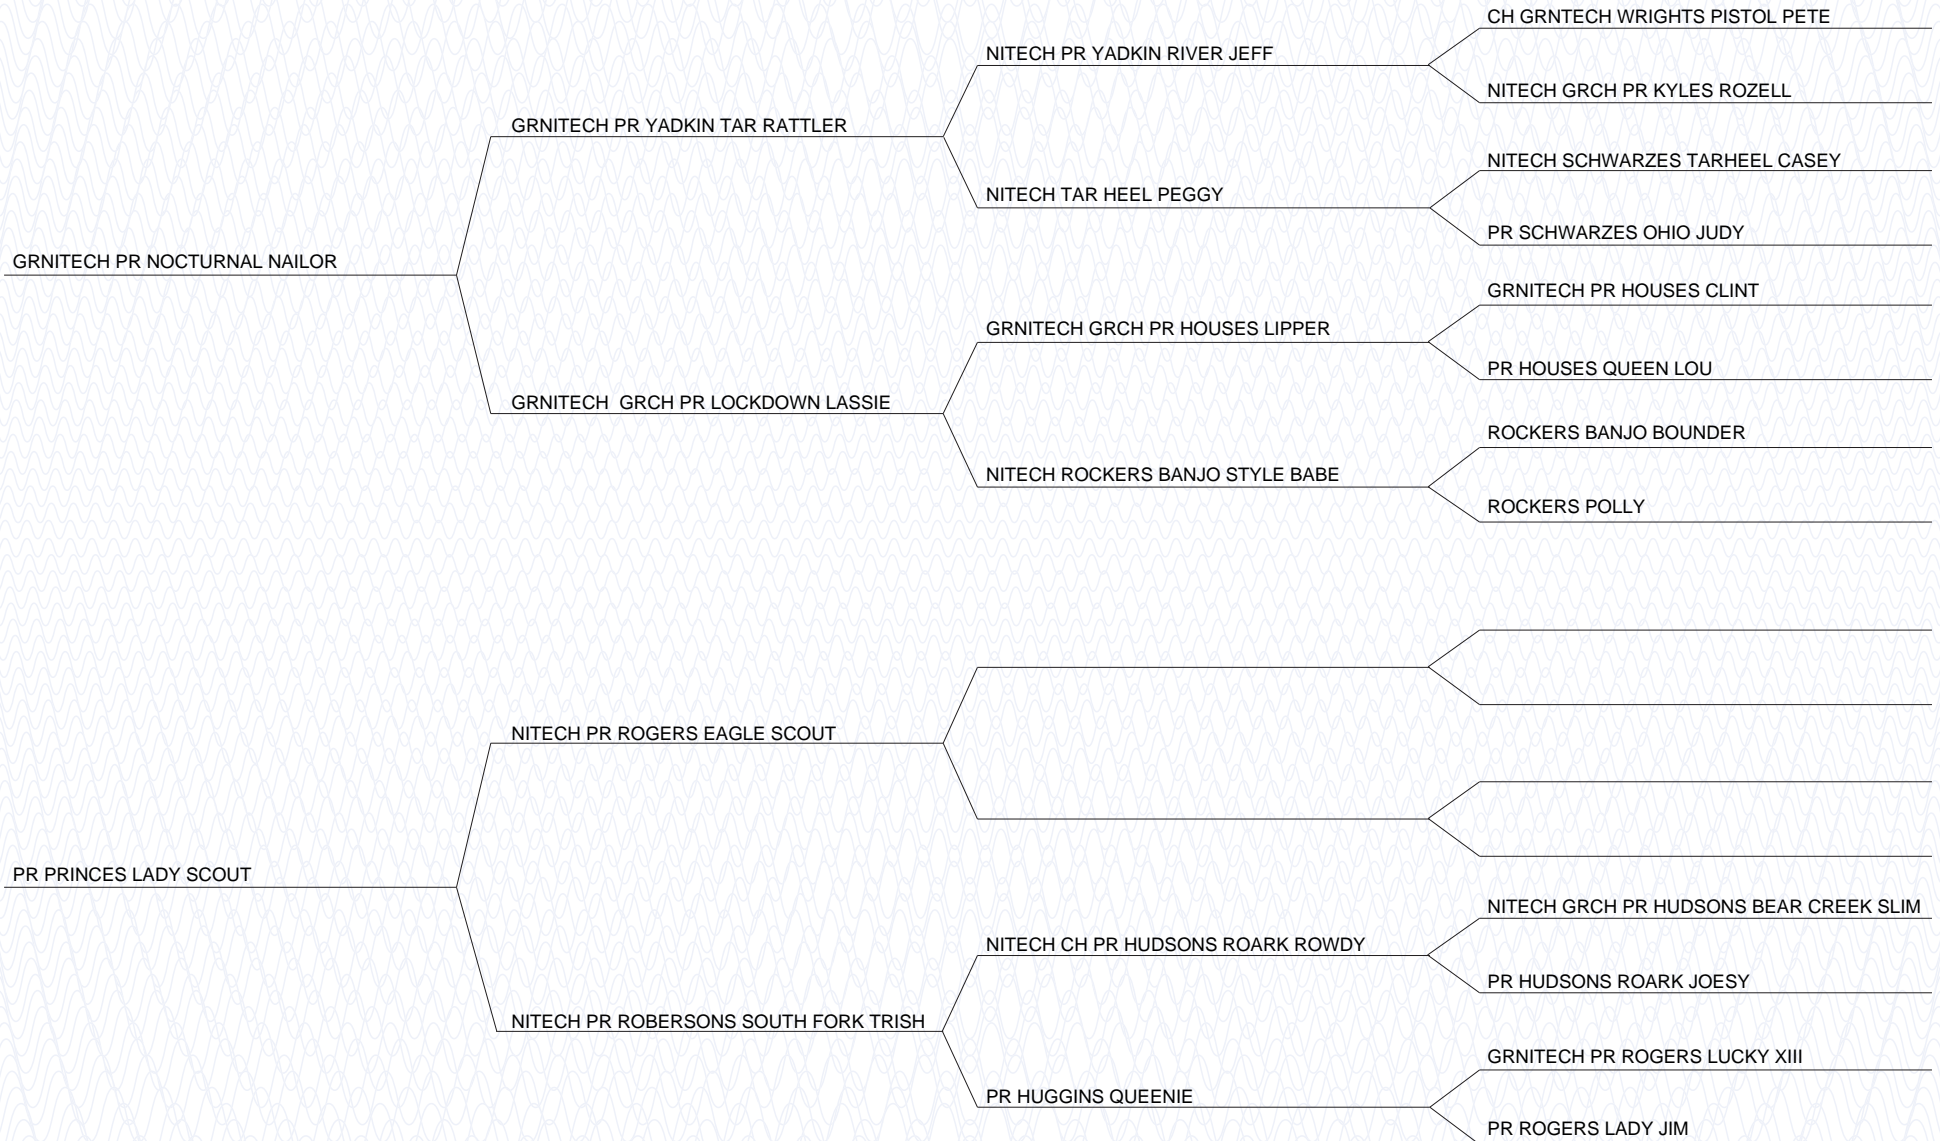 CH GRNTECH WRIGHTS PISTOL PETE
NITECH PR YADKIN RIVER JEFF
NITECH GRCH PR KYLES ROZELL
GRNITECH PR YADKIN TAR RATTLER
NITECH SCHWARZES TARHEEL CASEY
NITECH TAR HEEL PEGGY
PR SCHWARZES OHIO JUDY
GRNITECH PR NOCTURNAL NAILOR
GRNITECH PR HOUSES CLINT
GRNITECH GRCH PR HOUSES LIPPER
PR HOUSES QUEEN LOU
GRNITECH  GRCH PR LOCKDOWN LASSIE
ROCKERS BANJO BOUNDER
NITECH ROCKERS BANJO STYLE BABE
ROCKERS POLLY
NITECH PR ROGERS EAGLE SCOUT
PR PRINCES LADY SCOUT
NITECH GRCH PR HUDSONS BEAR CREEK SLIM
NITECH CH PR HUDSONS ROARK ROWDY
PR HUDSONS ROARK JOESY
NITECH PR ROBERSONS SOUTH FORK TRISH
GRNITECH PR ROGERS LUCKY XIII
PR HUGGINS QUEENIE
PR ROGERS LADY JIM